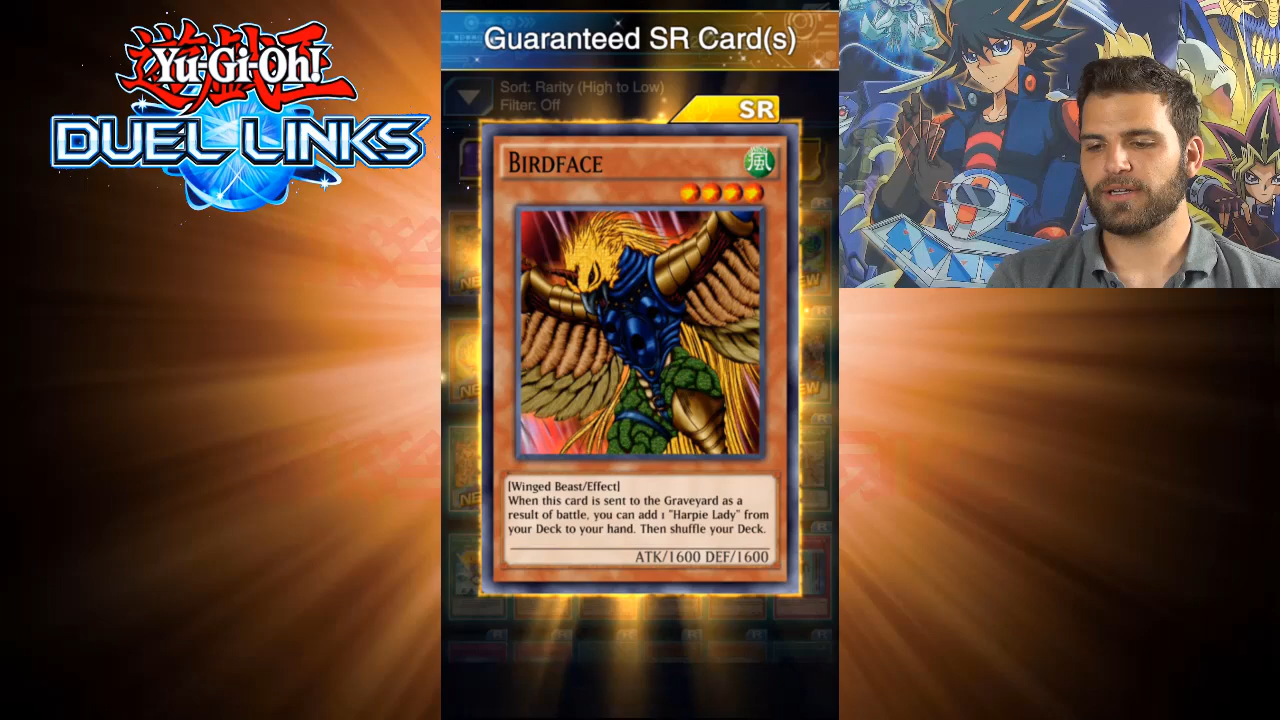 遊戯王
Yu-Gi-Oh!
DUEL LINKS
Guaranteed SR Card(s)
Sort: Rarity (High to Low)
Filter: Off
SR
BIRDFACE
風
[Winged Beast/Effect]
When this card is sent to the Graveyard as a
result of battle, you can add 1 "Harpie Lady" from
your Deck to your hand. Then shuffle your Deck.
ATK/1600 DEF/1600